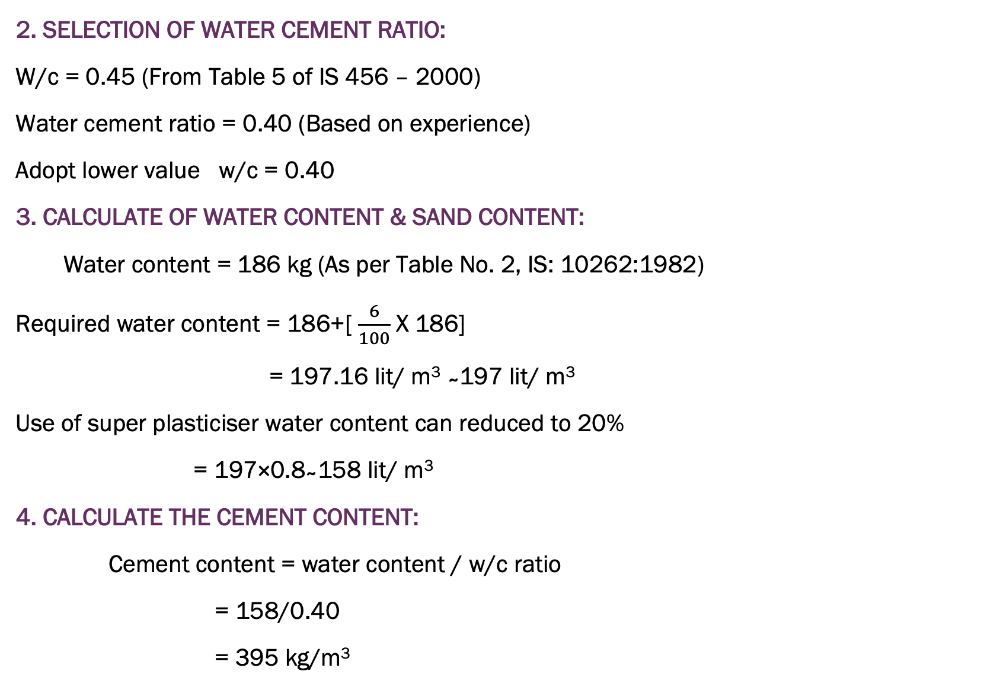 2. SELECTION OF WATER CEMENT RATIO:
W/c = 0.45 (From Table 5 of IS 456 – 2000)
Water cement ratio = 0.40 (Based on experience)
Adopt lower value w/c = 0.40
3. CALCULATE OF WATER CONTENT & SAND CONTENT:
Water content = 186 kg (As per Table No. 2, IS: 10262:1982)
Required water content = 186+[ 6/100 X 186]
= 197.16 lit/ m³ ~197 lit/ m³
Use of super plasticiser water content can reduced to 20%
= 197×0.8~158 lit/ m³
4. CALCULATE THE CEMENT CONTENT:
Cement content = water content / w/c ratio
= 158/0.40
= 395 kg/m³